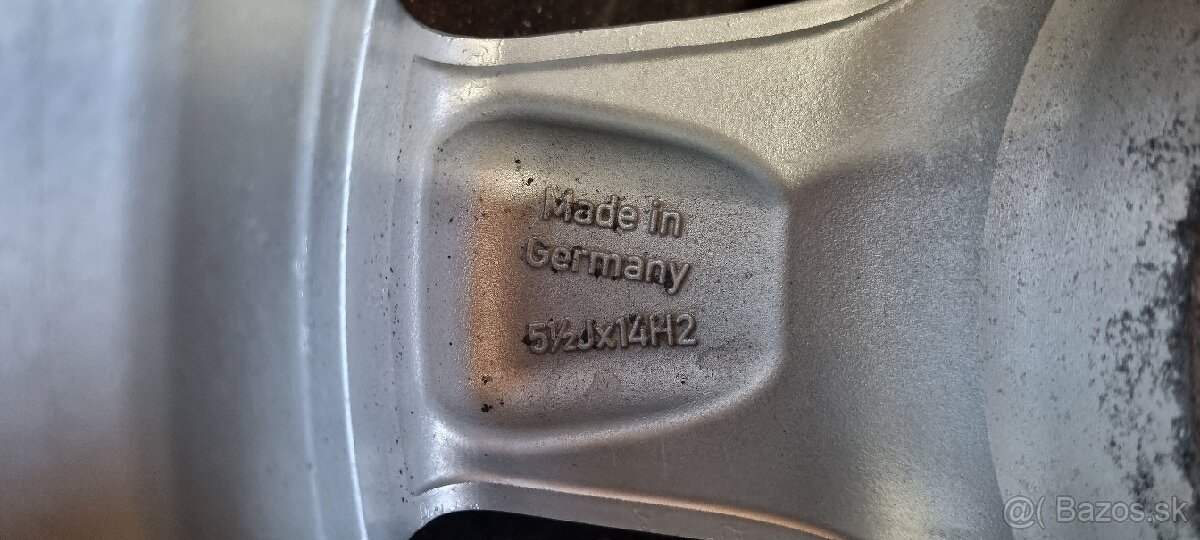 Made in
Germany
5½Jx14H2
@( Bazos.sk